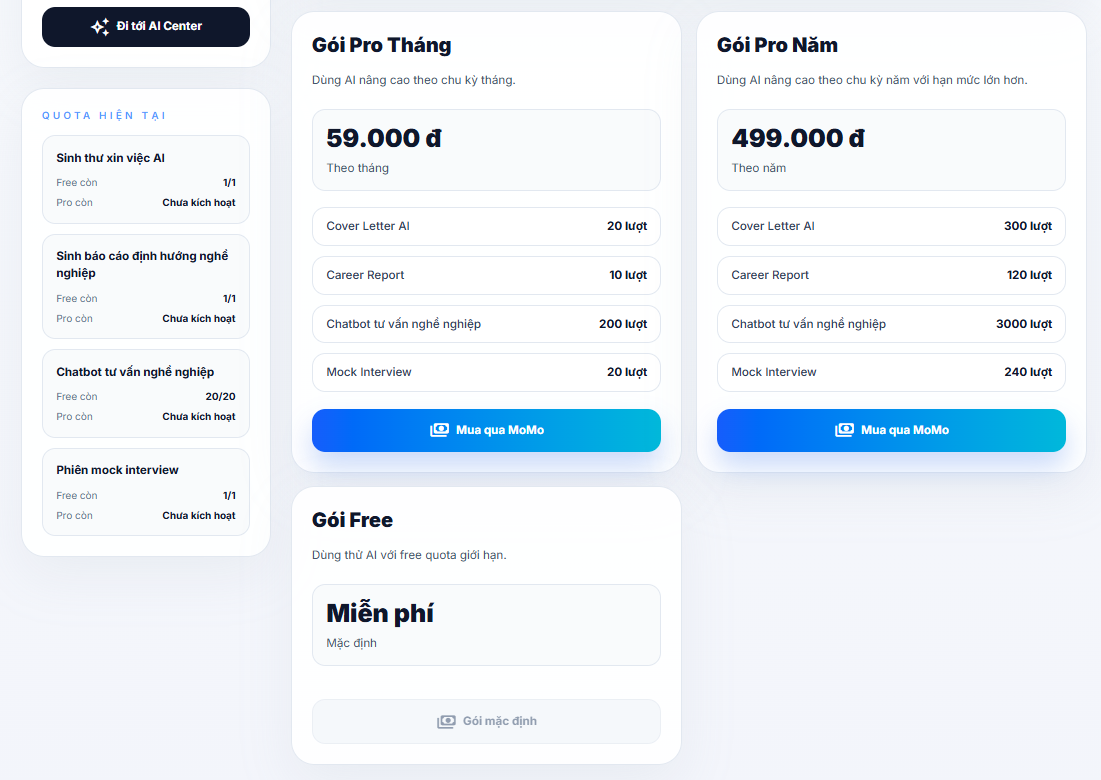 Đi tới AI Center
QUOTA HIỆN TẠI
Sinh thư xin việc AI
Free còn 1/1
Pro còn Chưa kích hoạt
Sinh báo cáo định hướng nghề
nghiệp
Free còn 1/1
Pro còn Chưa kích hoạt
Chatbot tư vấn nghề nghiệp
Free còn 20/20
Pro còn Chưa kích hoạt
Phiên mock interview
Free còn 1/1
Pro còn Chưa kích hoạt
Gói Pro Tháng
Dùng AI nâng cao theo chu kỳ tháng.
59.000 đ
Theo tháng
Cover Letter AI 20 lượt
Career Report 10 lượt
Chatbot tư vấn nghề nghiệp 200 lượt
Mock Interview 20 lượt
Mua qua MoMo
Gói Pro Năm
Dùng AI nâng cao theo chu kỳ năm với hạn mức lớn hơn.
499.000 đ
Theo năm
Cover Letter AI 300 lượt
Career Report 120 lượt
Chatbot tư vấn nghề nghiệp 3000 lượt
Mock Interview 240 lượt
Mua qua MoMo
Gói Free
Dùng thử AI với free quota giới hạn.
Miễn phí
Mặc định
Gói mặc định